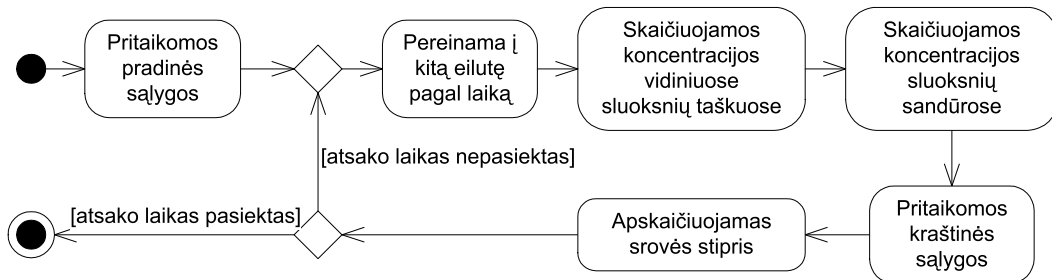 Pritaikomos
pradinės
sąlygos
Pereinama į
kitą eilutę
pagal laiką
Skaičiuojamos
koncentracijos
vidiniuose
sluoksnių taškuose
Skaičiuojamos
koncentracijos
sluoksnių
sandūrose
[atsako laikas nepasiektas]
[atsako laikas pasiektas]
Apskaičiuojamas
srovės stipris
Pritaikomos
kraštinės
sąlygos